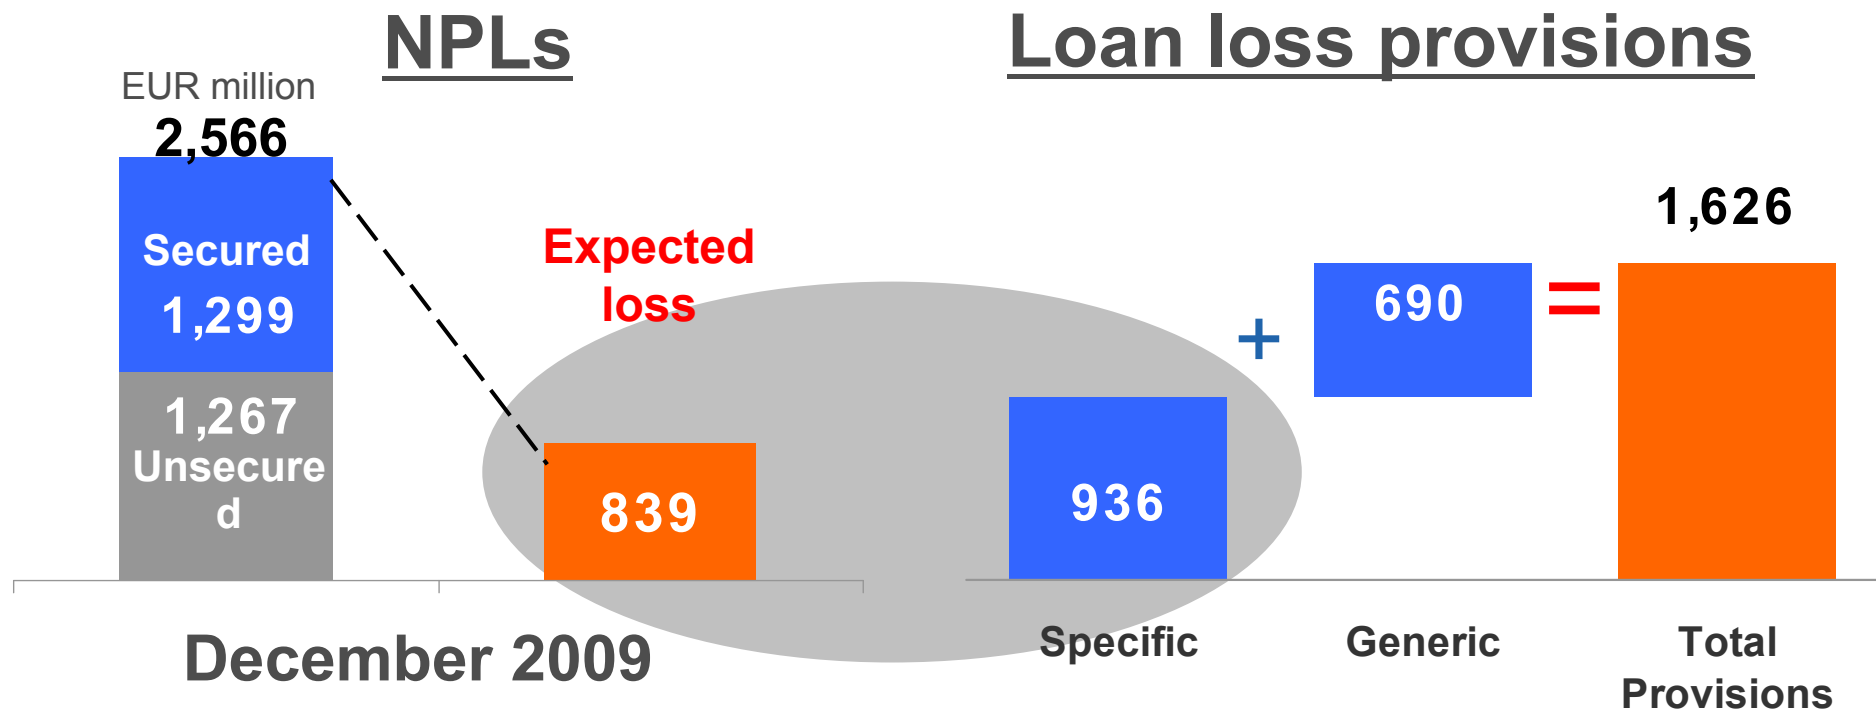 NPLs
EUR million
2,566
Secured
1,299
1,267
Unsecure
d
Expected
loss
839
December 2009
Loan loss provisions
936
+
690
=
1,626
Specific
Generic
Total
Provisions